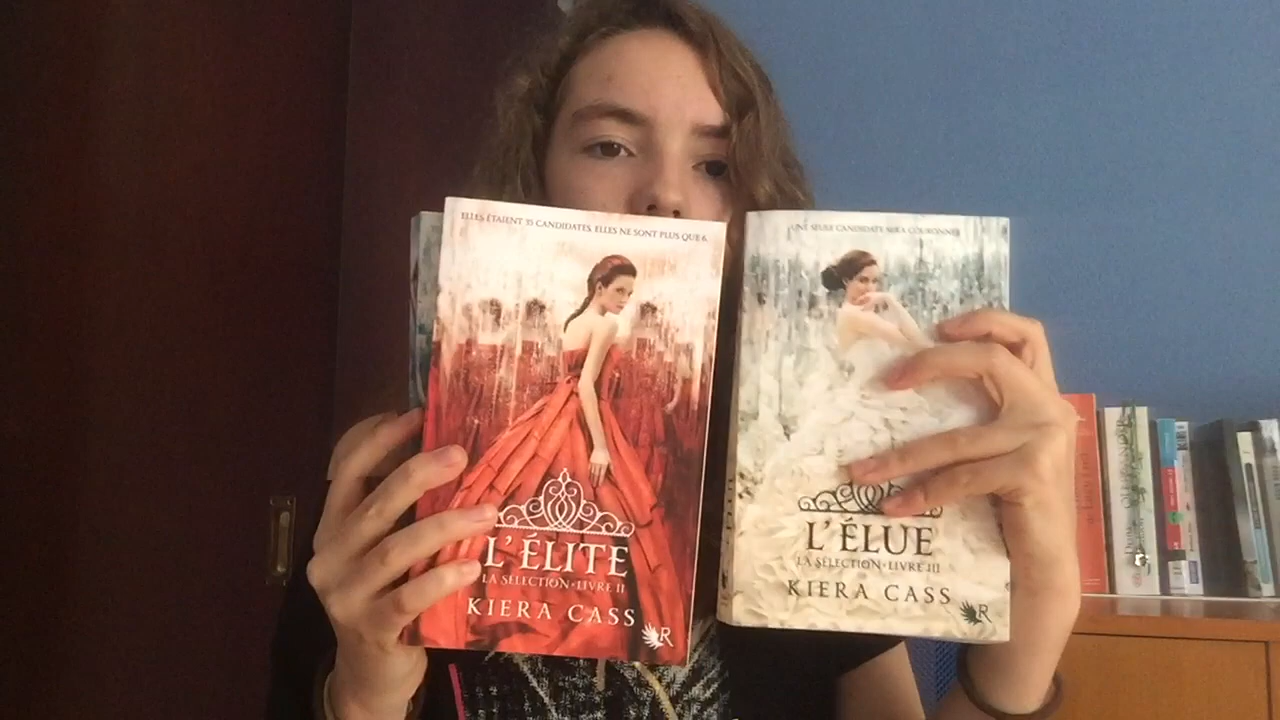 ELLES ÉTAIENT 35 CANDIDATES. ELLES NE SONT PLUS QUE 6.
L'ÉLITE
LA SÉLECTION • LIVRE II
KIERA CASS
R
UNE SEULE CANDIDATE SERA COURONNÉE
L'ÉLUE
LA SÉLECTION • LIVRE III
KIERA CASS
R